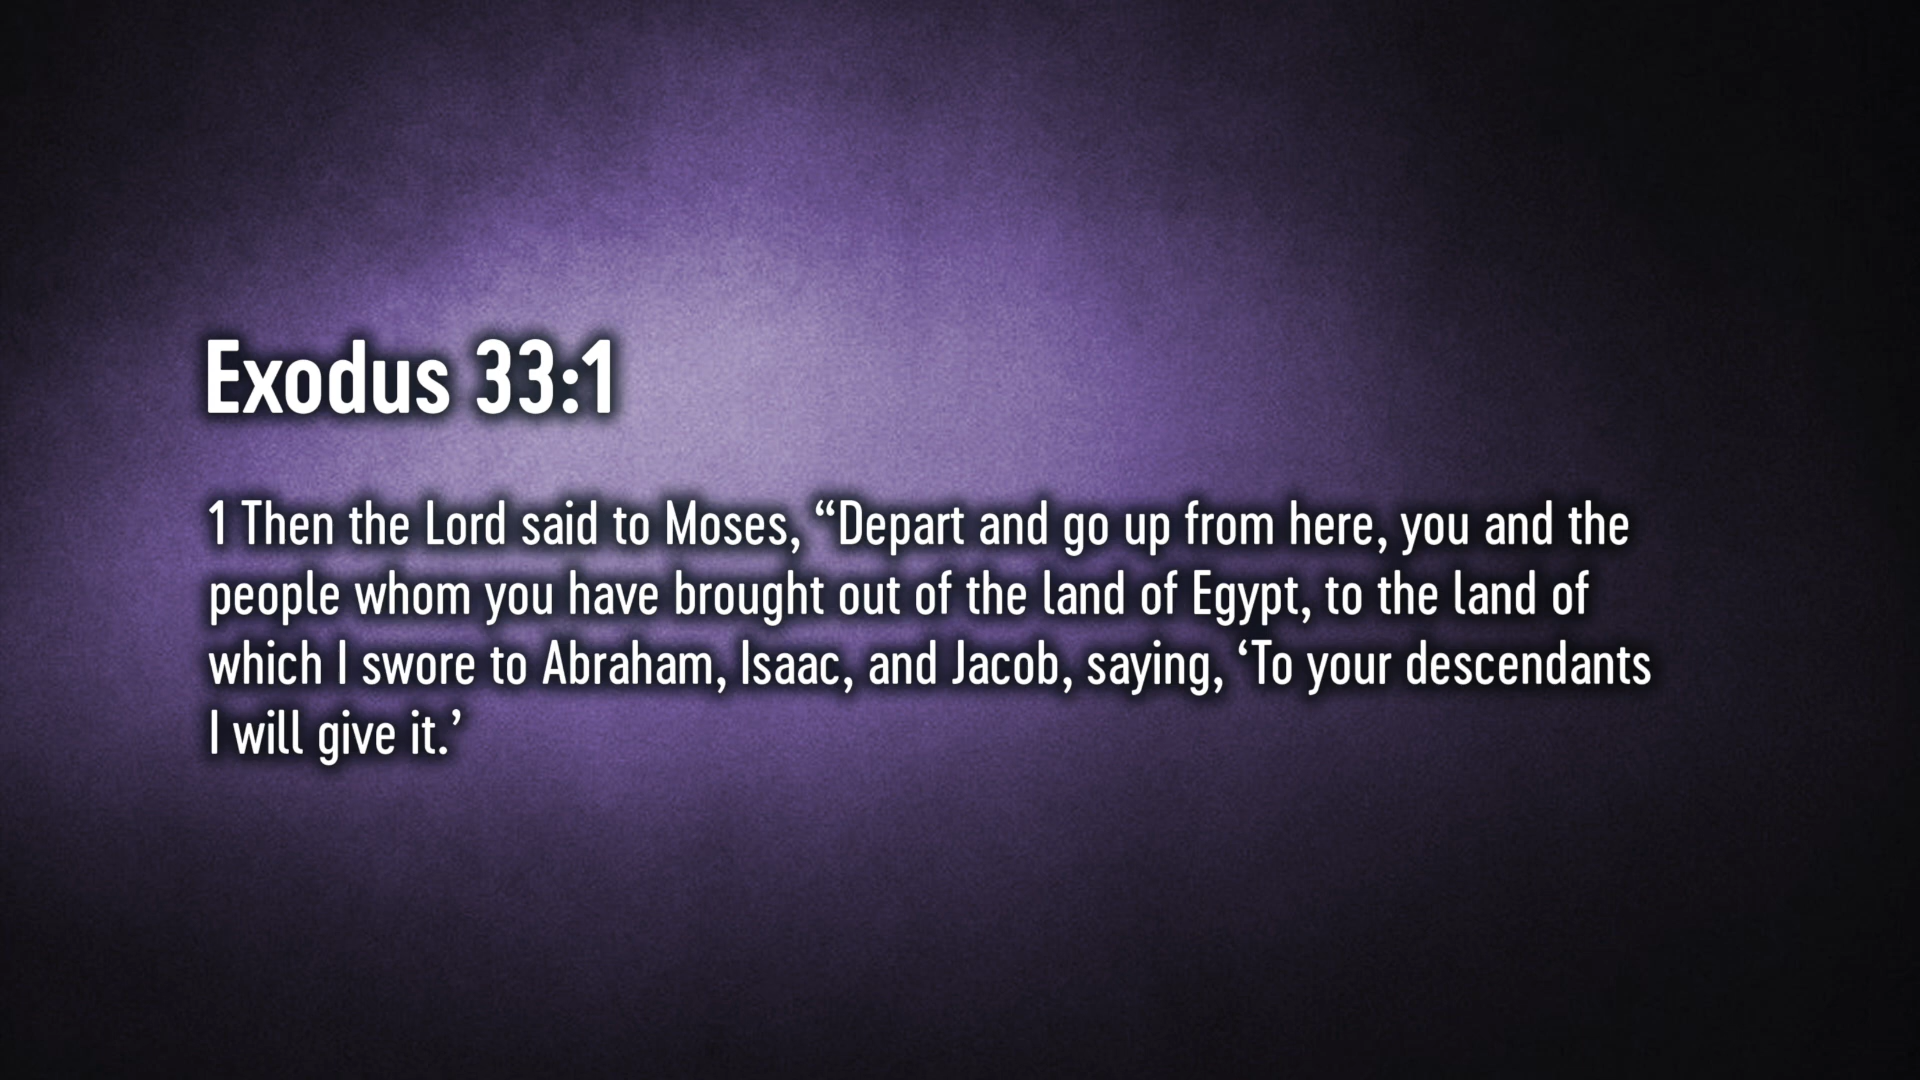 Exodus 33:1
1 Then the Lord said to Moses, “Depart and go up from here, you and the
people whom you have brought out of the land of Egypt, to the land of
which I swore to Abraham, Isaac, and Jacob, saying, ‘To your descendants
I will give it.’